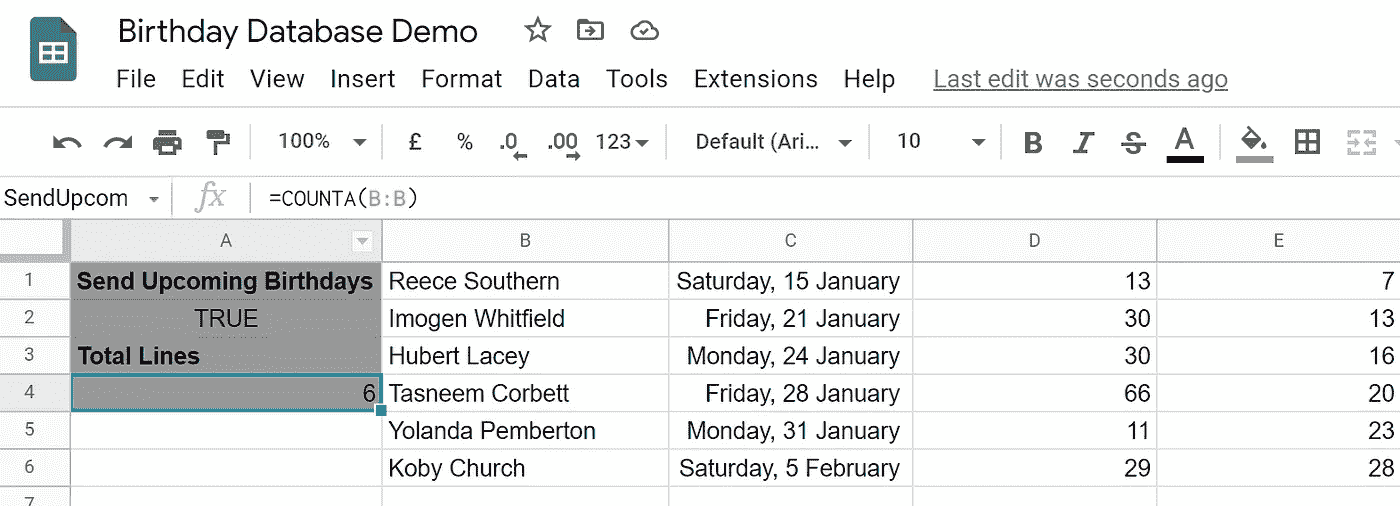 Birthday Database Demo
File Edit View Insert Format Data Tools Extensions Help Last edit was seconds ago
100% £ % .0 .00 123 Default (Ari... 10 B I S A
SendUpcom fx =COUNTA(B:B)
A B C D E
1 Send Upcoming Birthdays Reece Southern Saturday, 15 January 13 7
2 TRUE Imogen Whitfield Friday, 21 January 30 13
3 Total Lines Hubert Lacey Monday, 24 January 30 16
4 6 Tasneem Corbett Friday, 28 January 66 20
5 Yolanda Pemberton Monday, 31 January 11 23
6 Koby Church Saturday, 5 February 29 28
7